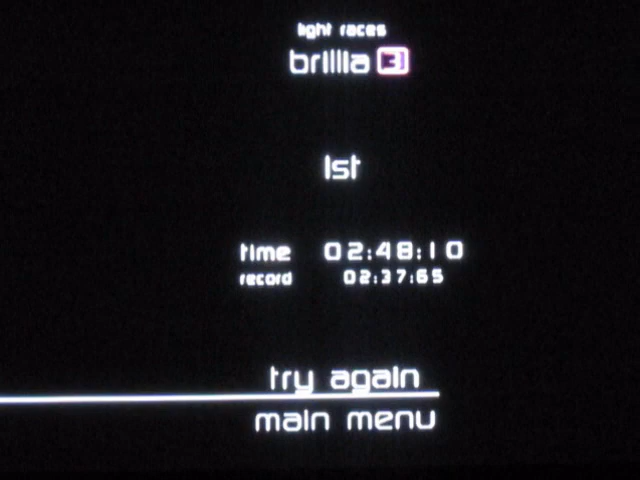 light races
brillia 3
1st
time 02:48:10
record 02:37:65
try again
main menu